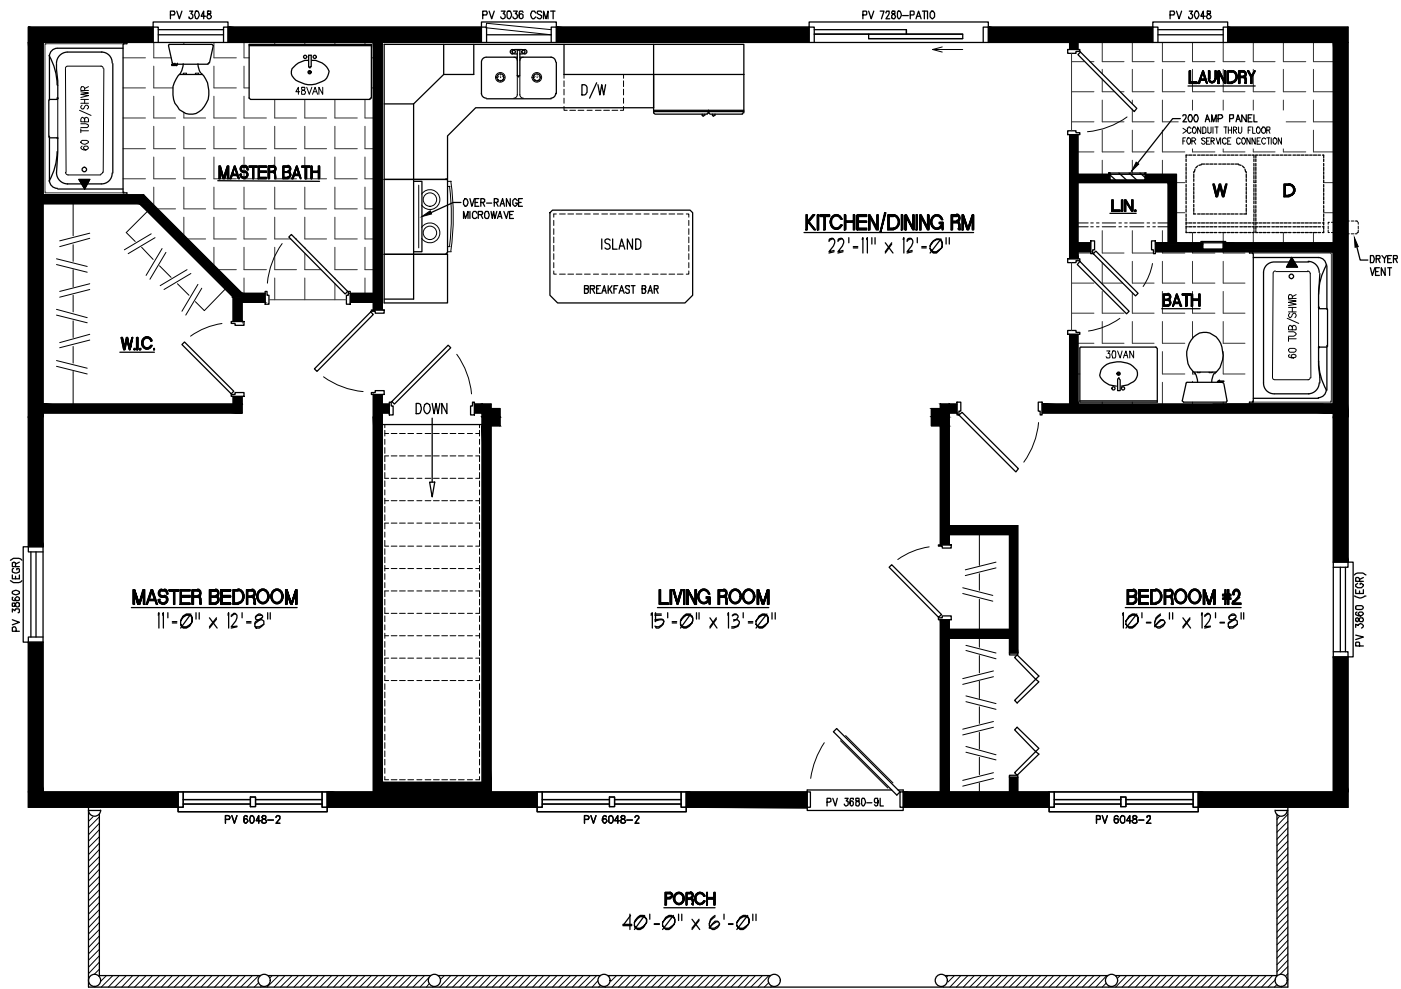 PV 3048
PV 3036 CSMT
PV 7280-PATIO
PV 3048
60 TUB/SHWR
48VAN
D/W
LAUNDRY
200 AMP PANEL
>CONDUIT THRU FLOOR
FOR SERVICE CONNECTION
MASTER BATH
OVER-RANGE
MICROWAVE
W
D
LIN.
KITCHEN/DINING RM
22'-11" x 12'-0"
ISLAND
BREAKFAST BAR
DRYER
VENT
BATH
60 TUB/SHWR
30VAN
W.I.C.
DOWN
PV 3860 (EGR)
MASTER BEDROOM
11'-0" x 12'-8"
LIVING ROOM
15'-0" x 13'-0"
BEDROOM #2
10'-6" x 12'-8"
PV 3860 (EGR)
PV 3680-9L
PV 6048-2
PV 6048-2
PV 6048-2
PORCH
40'-0" x 6'-0"